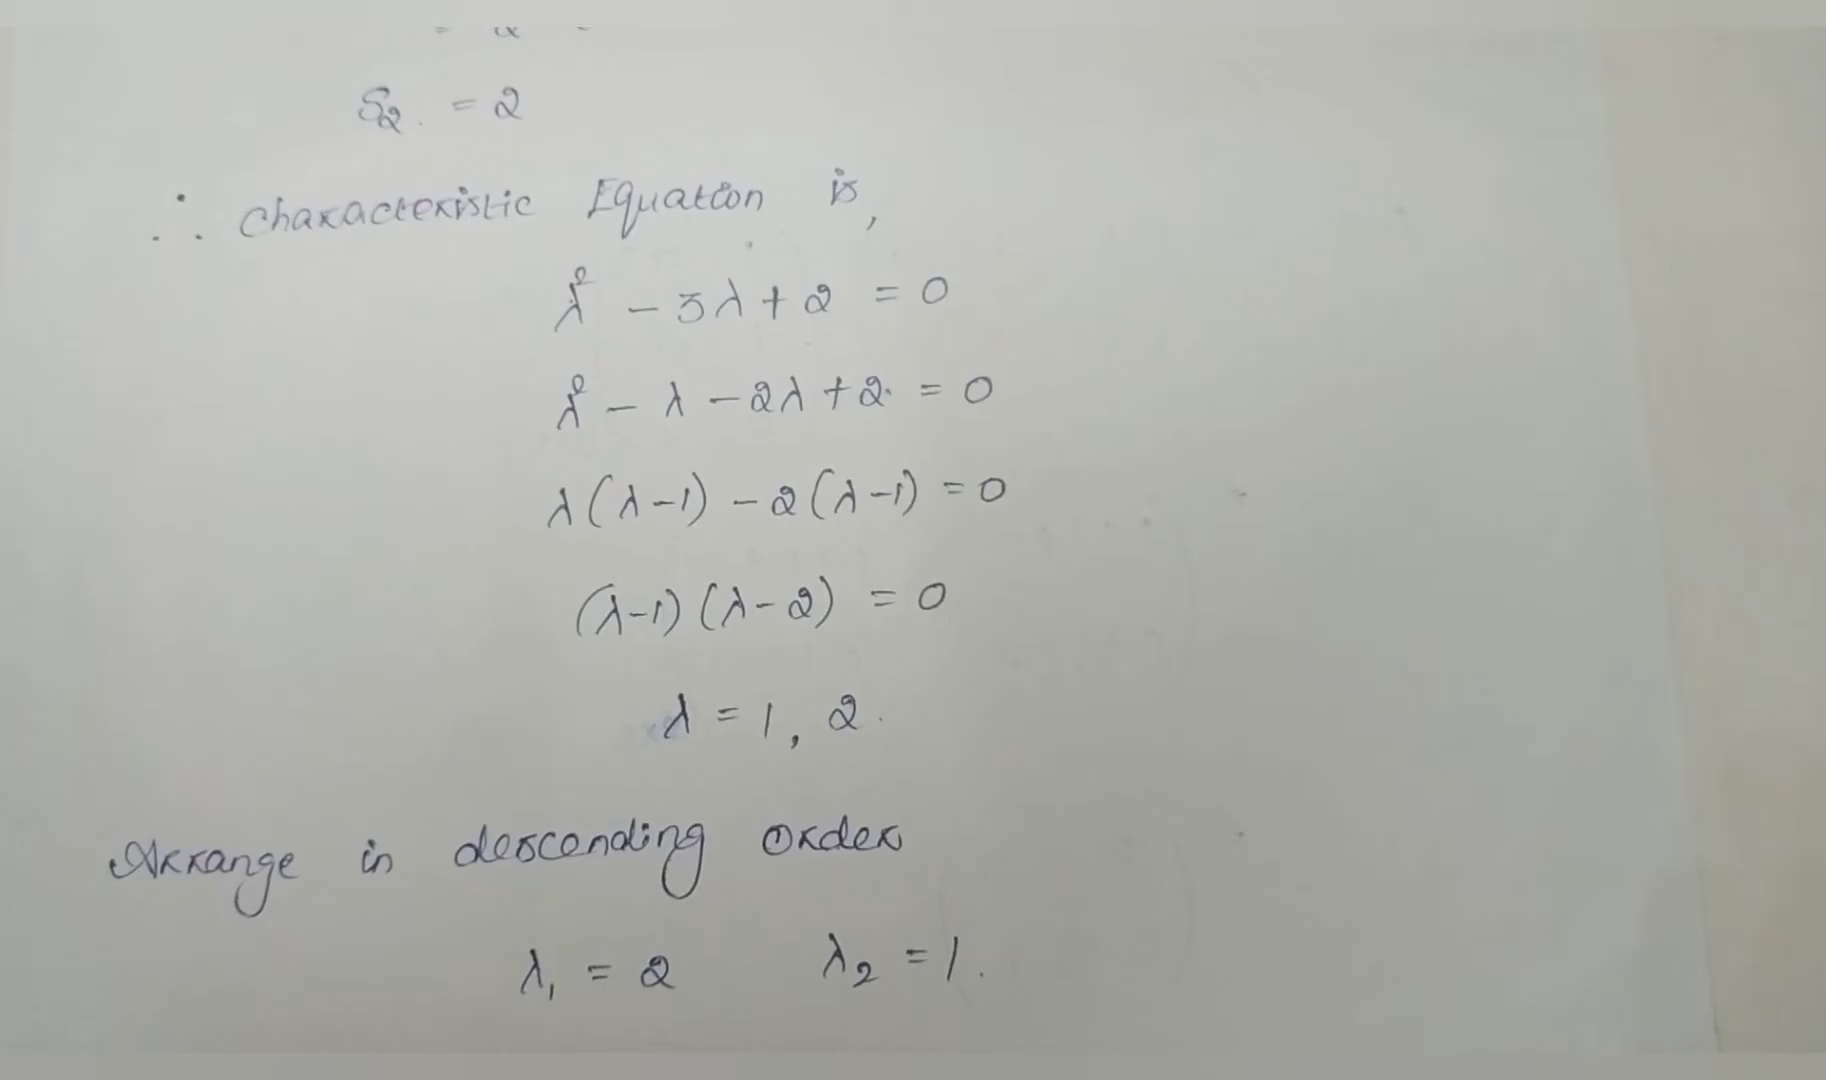 S₂ = 2
∴ Characteristic Equation is,
λ² - 3λ + 2 = 0
λ² - λ - 2λ + 2 = 0
λ(λ-1) - 2(λ-1) = 0
(λ-1)(λ-2) = 0
λ = 1, 2.
Arrange in descending order
λ₁ = 2 λ₂ = 1.